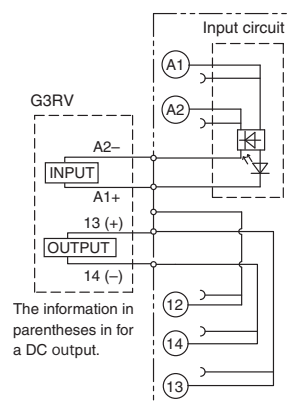 Input circuit
A1
A2
G3RV
A2–
INPUT
A1+
13 (+)
OUTPUT
14 (–)
The information in
parentheses in for
a DC output.
12
14
13